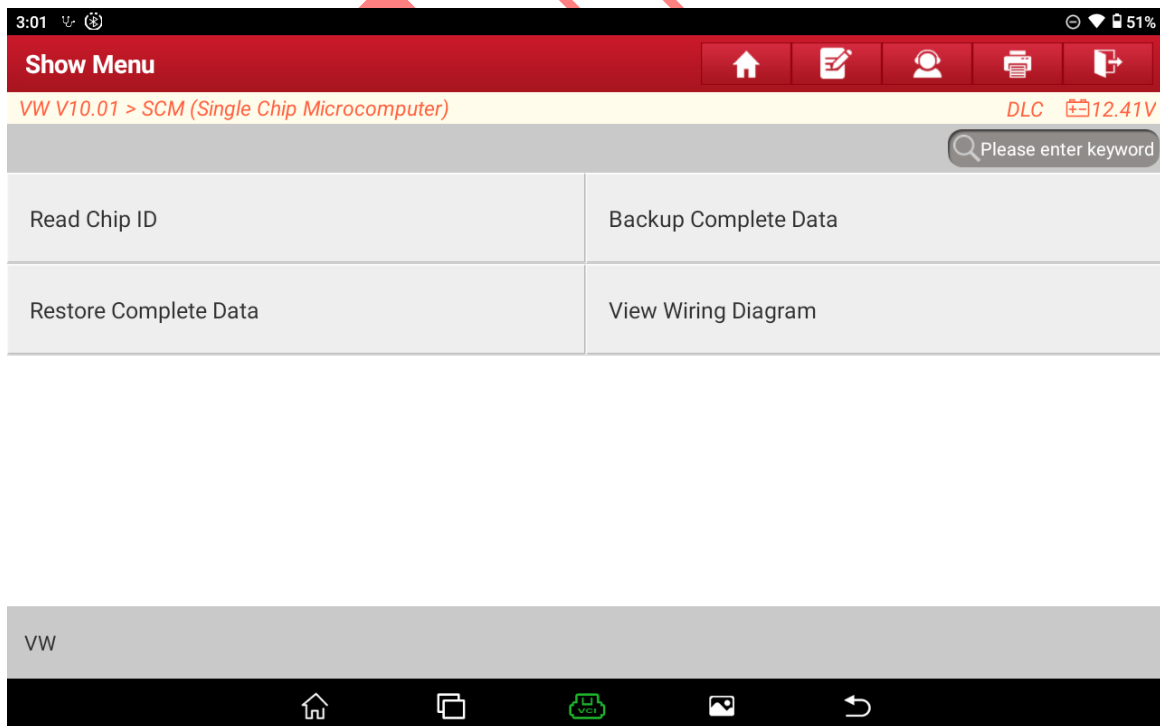 3:01 51%
Show Menu
VW V10.01 > SCM (Single Chip Microcomputer) DLC 12.41V
Please enter keyword
Read Chip ID Backup Complete Data
Restore Complete Data View Wiring Diagram
VW
VCI